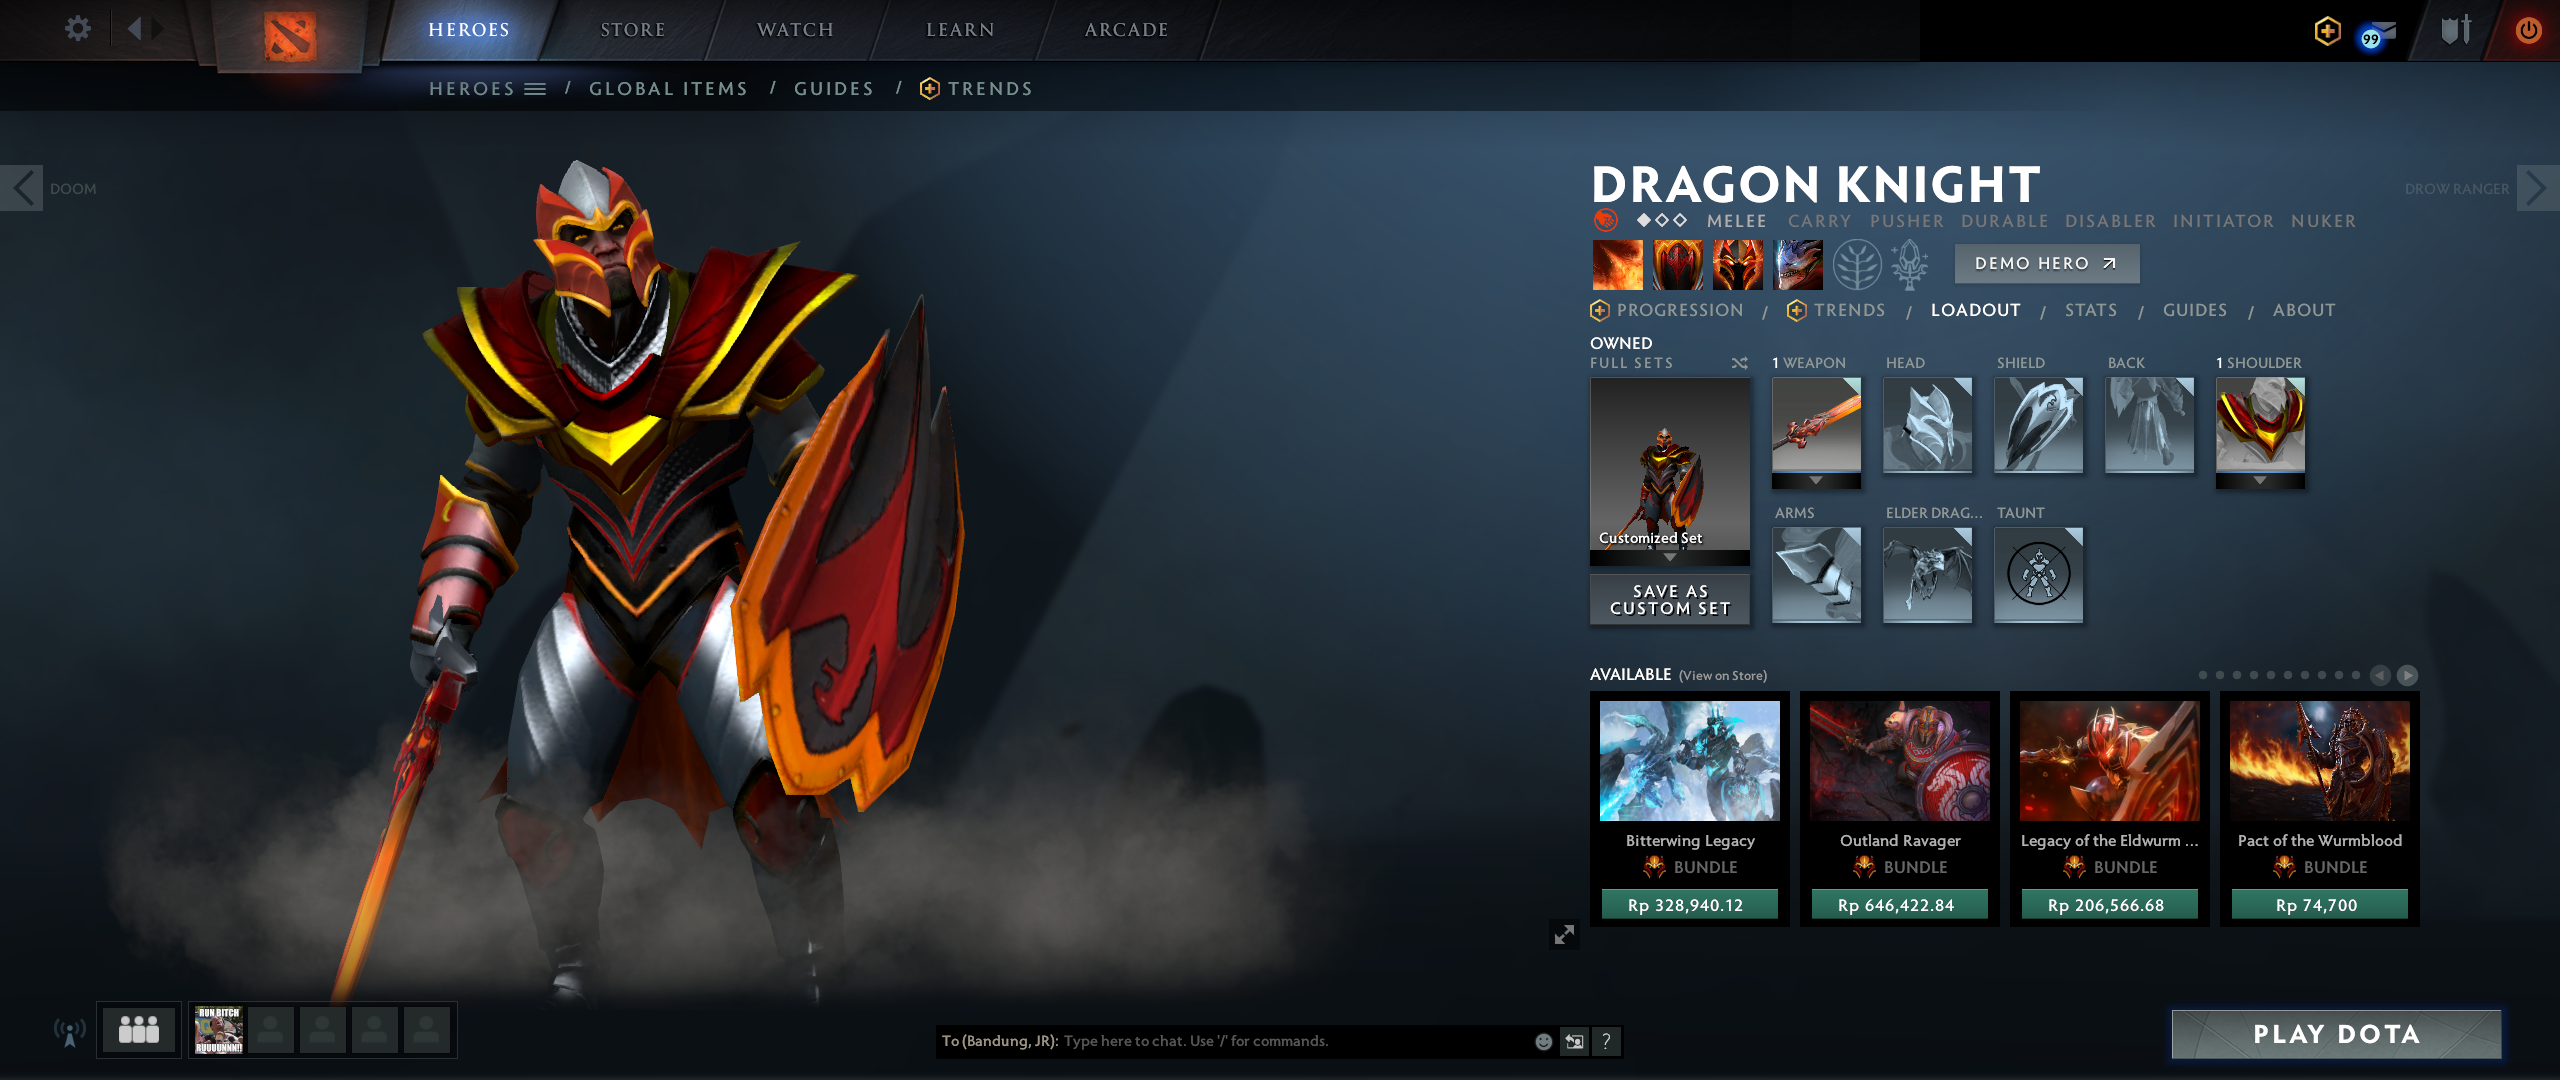 HEROES
STORE
WATCH
LEARN
ARCADE
99
HEROES / GLOBAL ITEMS / GUIDES / TRENDS
DOOM
DROW RANGER
DRAGON KNIGHT
MELEE CARRY PUSHER DURABLE DISABLER INITIATOR NUKER
DEMO HERO
PROGRESSION / TRENDS / LOADOUT / STATS / GUIDES / ABOUT
OWNED
FULL SETS
1 WEAPON
HEAD
SHIELD
BACK
1 SHOULDER
Customized Set
ARMS
ELDER DRAG...
TAUNT
SAVE AS
CUSTOM SET
AVAILABLE (View on Store)
Bitterwing Legacy
BUNDLE
Rp 328,940.12
Outland Ravager
BUNDLE
Rp 646,422.84
Legacy of the Eldwurm ...
BUNDLE
Rp 206,566.68
Pact of the Wurmblood
BUNDLE
Rp 74,700
RUN BITCH
RUUUUNNN!!
To (Bandung, JR): Type here to chat. Use '/' for commands.
?
PLAY DOTA